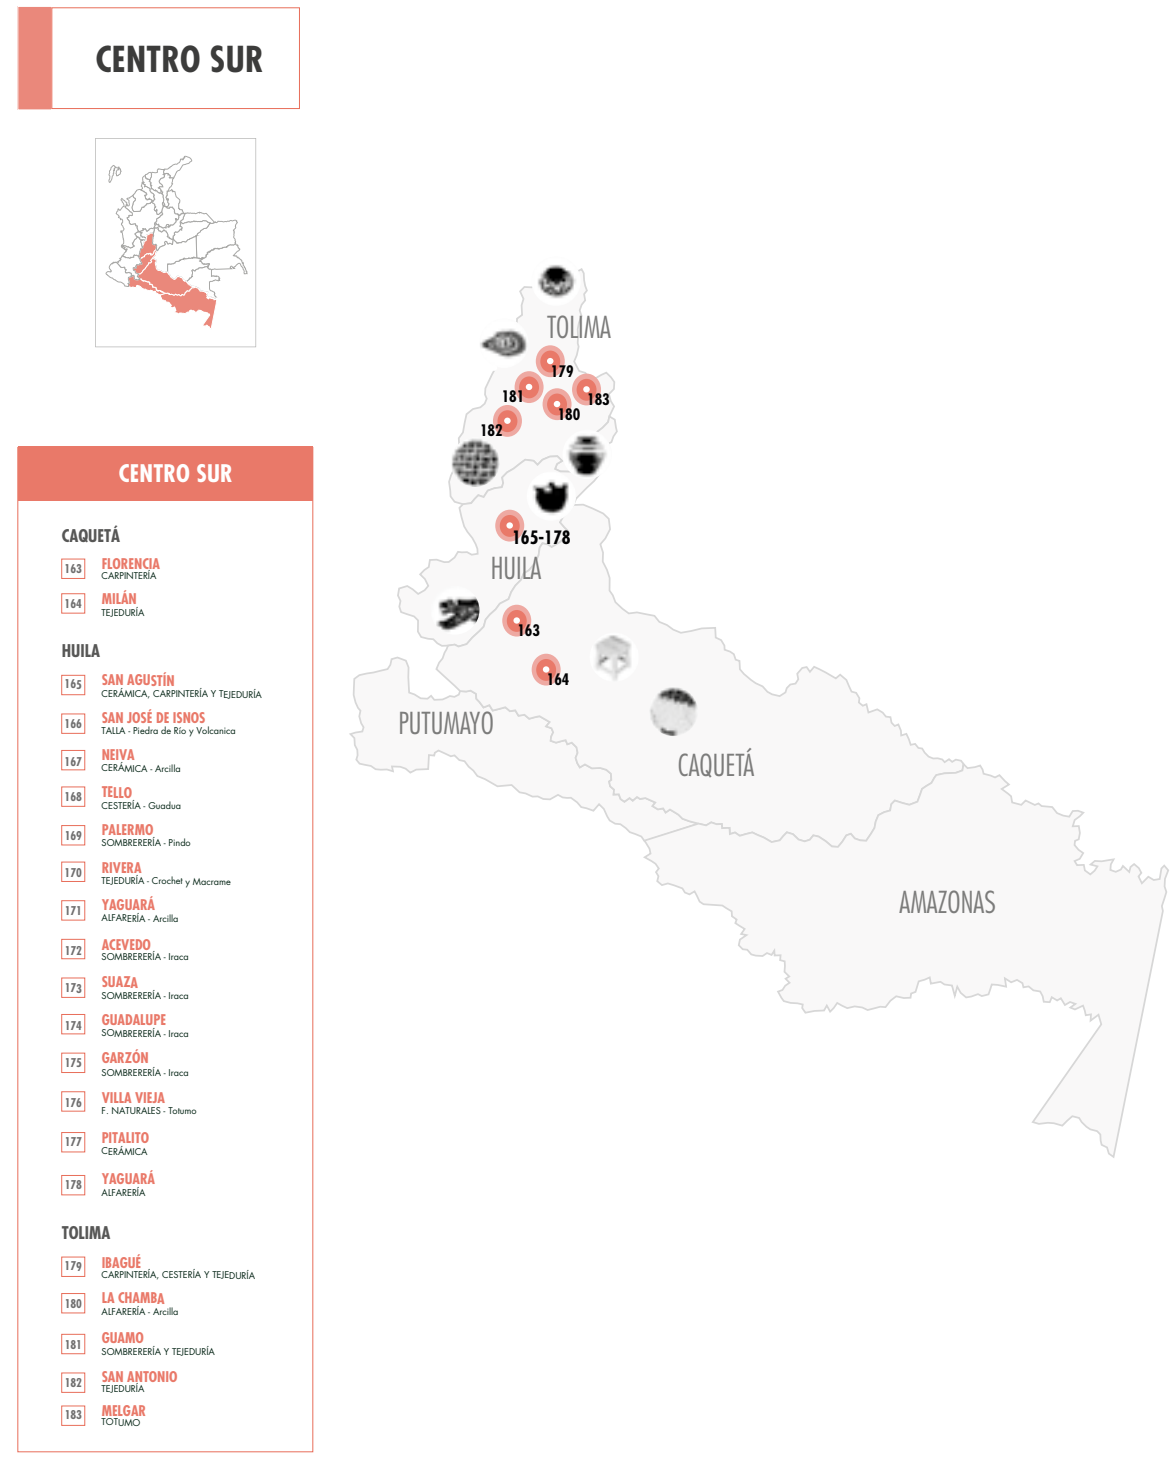 CENTRO SUR
CENTRO SUR
CAQUETÁ
163
FLORENCIA
CARPINTERÍA
164
MILÁN
TEJEDURÍA
HUILA
165
SAN AGUSTÍN
CERÁMICA, CARPINTERÍA Y TEJEDURÍA
166
SAN JOSÉ DE ISNOS
TALLA - Piedra de Río y Volcanica
167
NEIVA
CERÁMICA - Arcilla
168
TELLO
CESTERÍA - Guadua
169
PALERMO
SOMBRERERÍA - Pindo
170
RIVERA
TEJEDURÍA - Crochet y Macrame
171
YAGUARÁ
ALFARERÍA - Arcilla
172
ACEVEDO
SOMBRERERÍA - Iraca
173
SUAZA
SOMBRERERÍA - Iraca
174
GUADALUPE
SOMBRERERÍA - Iraca
175
GARZÓN
SOMBRERERÍA - Iraca
176
VILLA VIEJA
F. NATURALES - Totumo
177
PITALITO
CERÁMICA
178
YAGUARÁ
ALFARERÍA
TOLIMA
179
IBAGUÉ
CARPINTERÍA, CESTERÍA Y TEJEDURÍA
180
LA CHAMBA
ALFARERÍA - Arcilla
181
GUAMO
SOMBRERERÍA Y TEJEDURÍA
182
SAN ANTONIO
TEJEDURÍA
183
MELGAR
TOTUMO
TOLIMA
179
181
183
180
182
165-178
HUILA
163
164
PUTUMAYO
CAQUETÁ
AMAZONAS